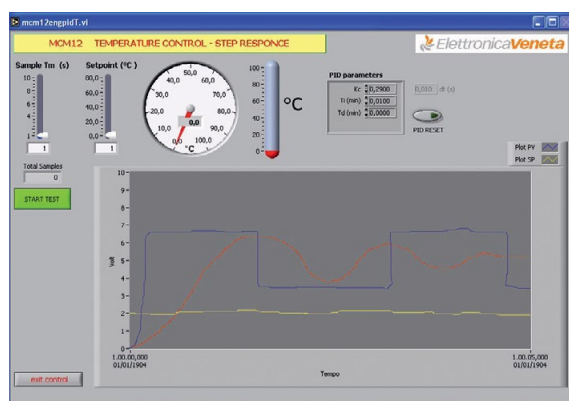 mcm12engpidT.vi
MCM12 TEMPERATURE CONTROL - STEP RESPONCE
ElettronicaVeneta
Sample Tm (s)
10
8
6
4
2
1
1
Setpoint (°C)
80,0
60,0
40,0
20,0
0,0
1
50,0
40,0
60,0
30,0
70,0
20,0
80,0
10,0
90,0
0,0
100,0
0,0
°C
100
80
60
40
20
0
°C
PID parameters
Kc 0,2900
Ti (min) 0,0100
Td (min) 0,0000
0,010 dt (s)
PID RESET
Total Samples
0
START TEST
Plot PV
Plot SP
Volt
10
9
8
7
6
5
4
3
2
1
0
1.00.00,000
01/01/1904
1.00.05,000
01/01/1904
Tempo
exit control